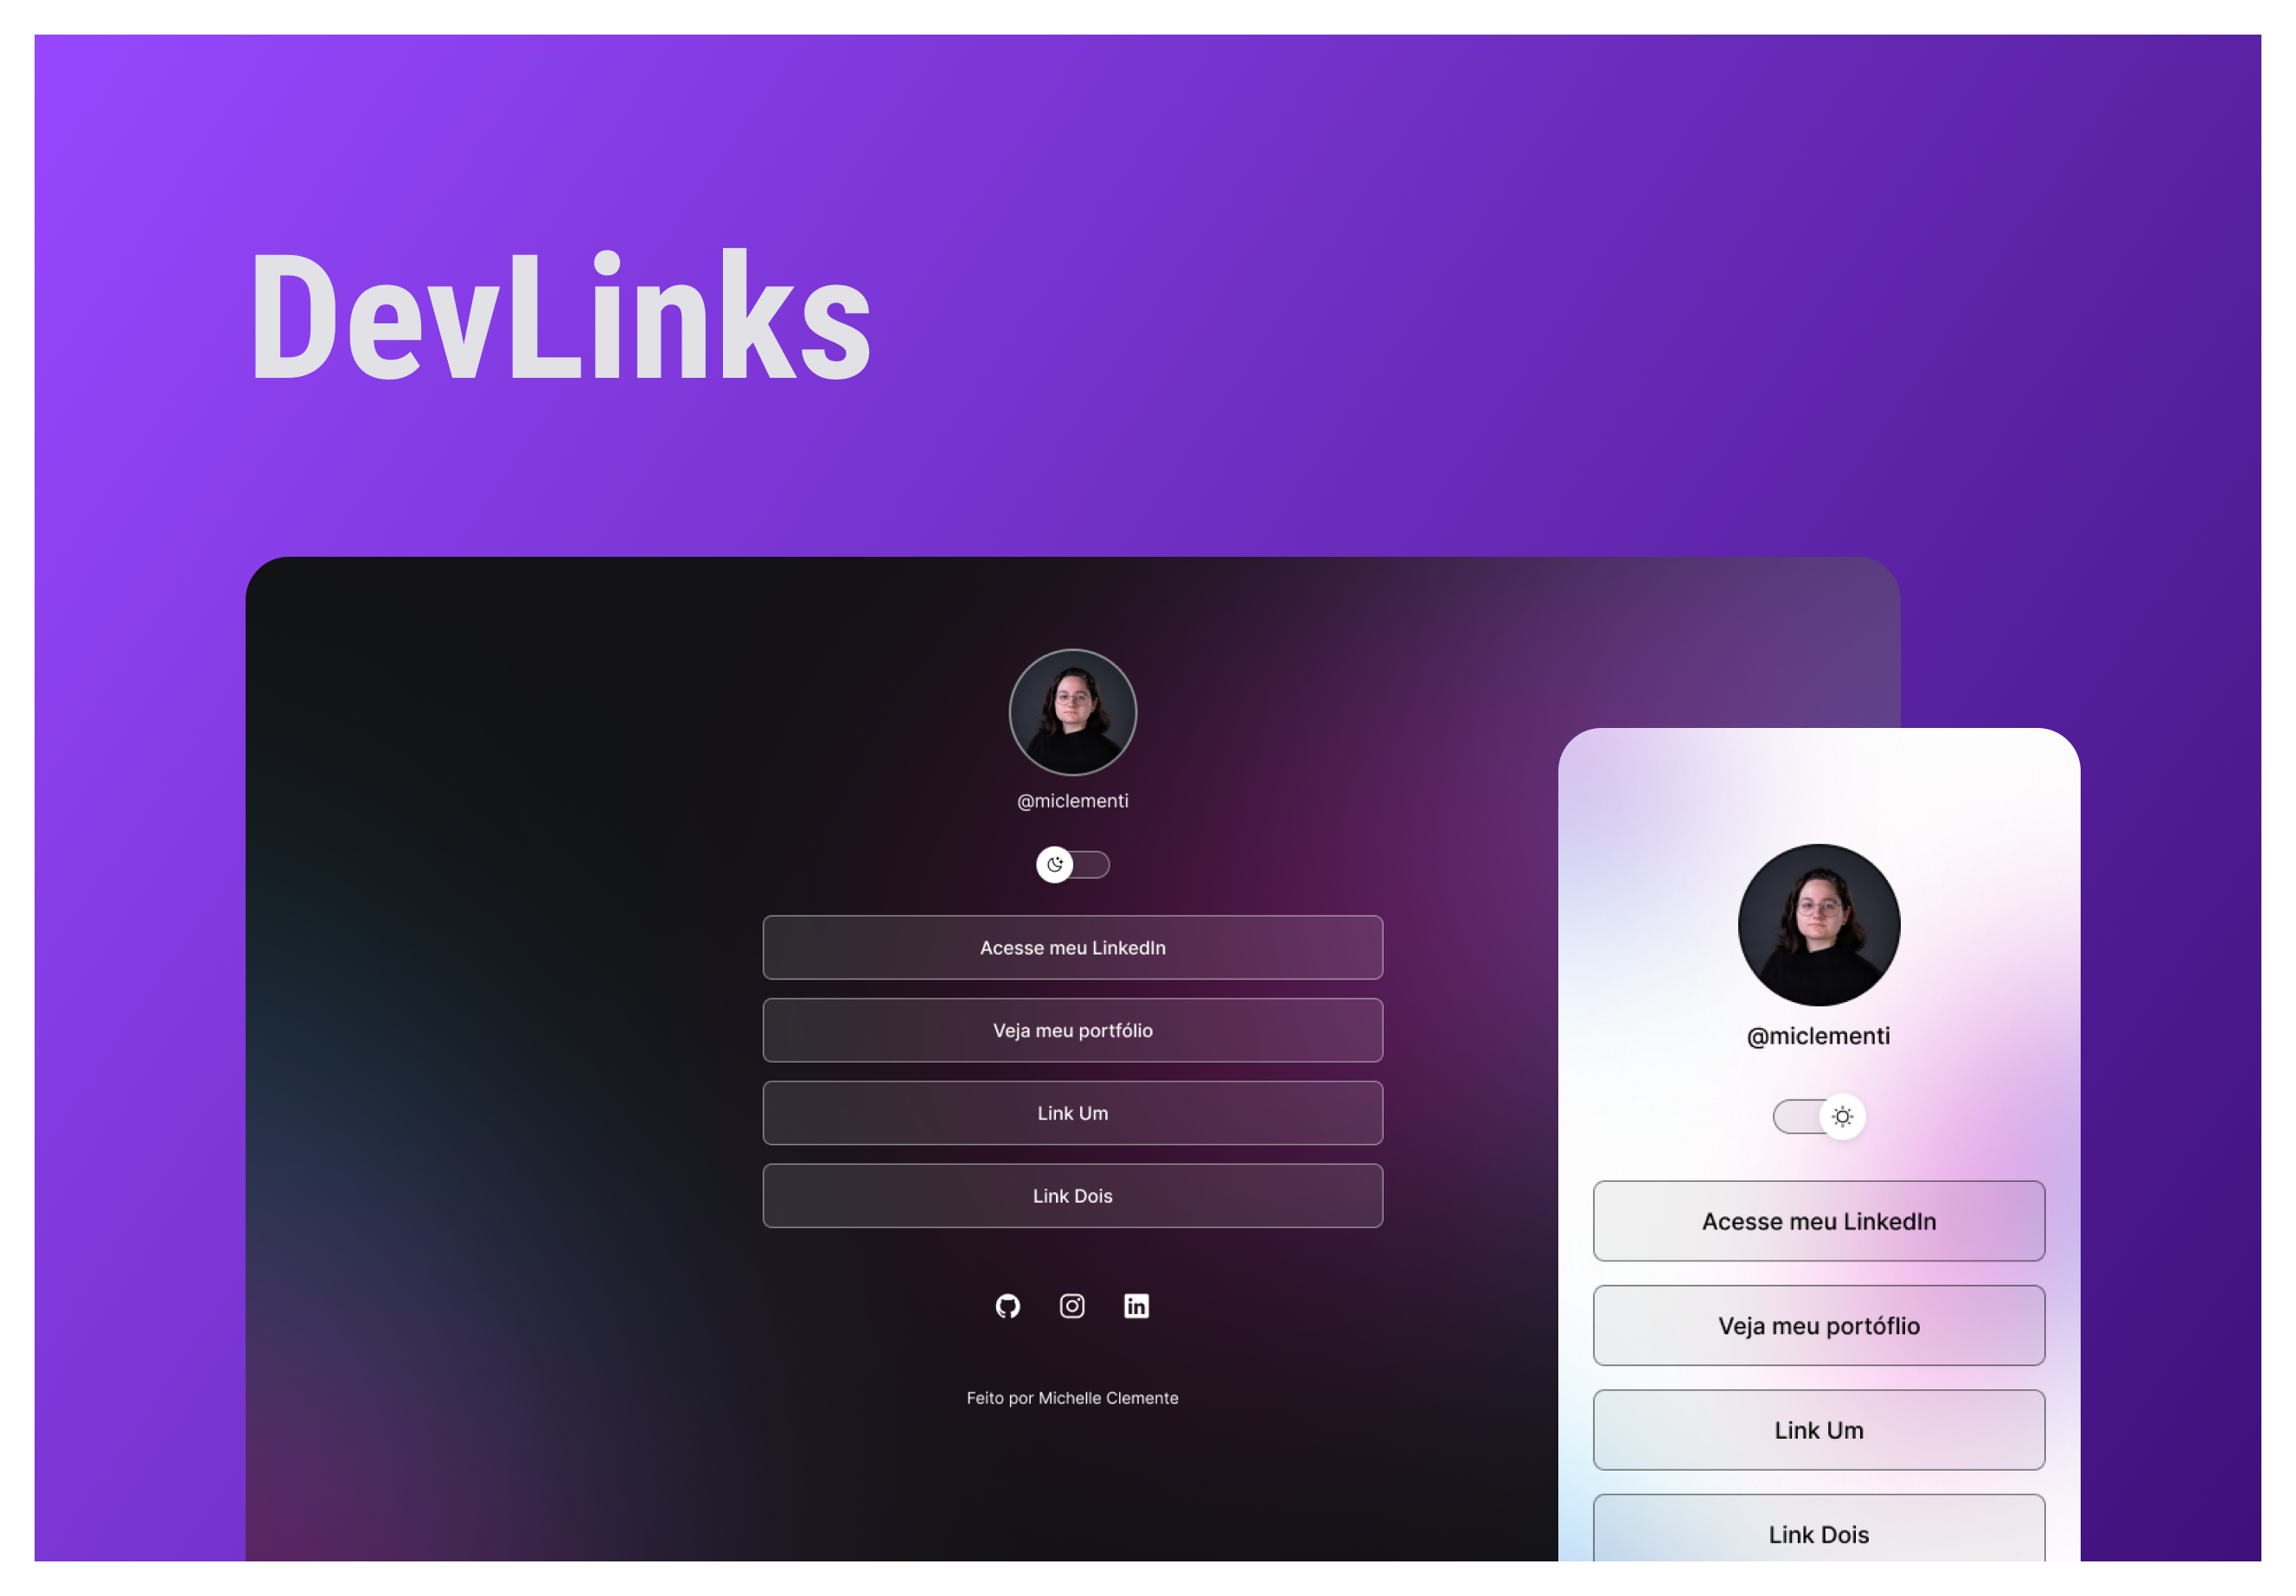 DevLinks
@miclementi
Acesse meu LinkedIn
Veja meu portfólio
Link Um
Link Dois
in
Feito por Michelle Clemente
@miclementi
Acesse meu LinkedIn
Veja meu portóflio
Link Um
Link Dois